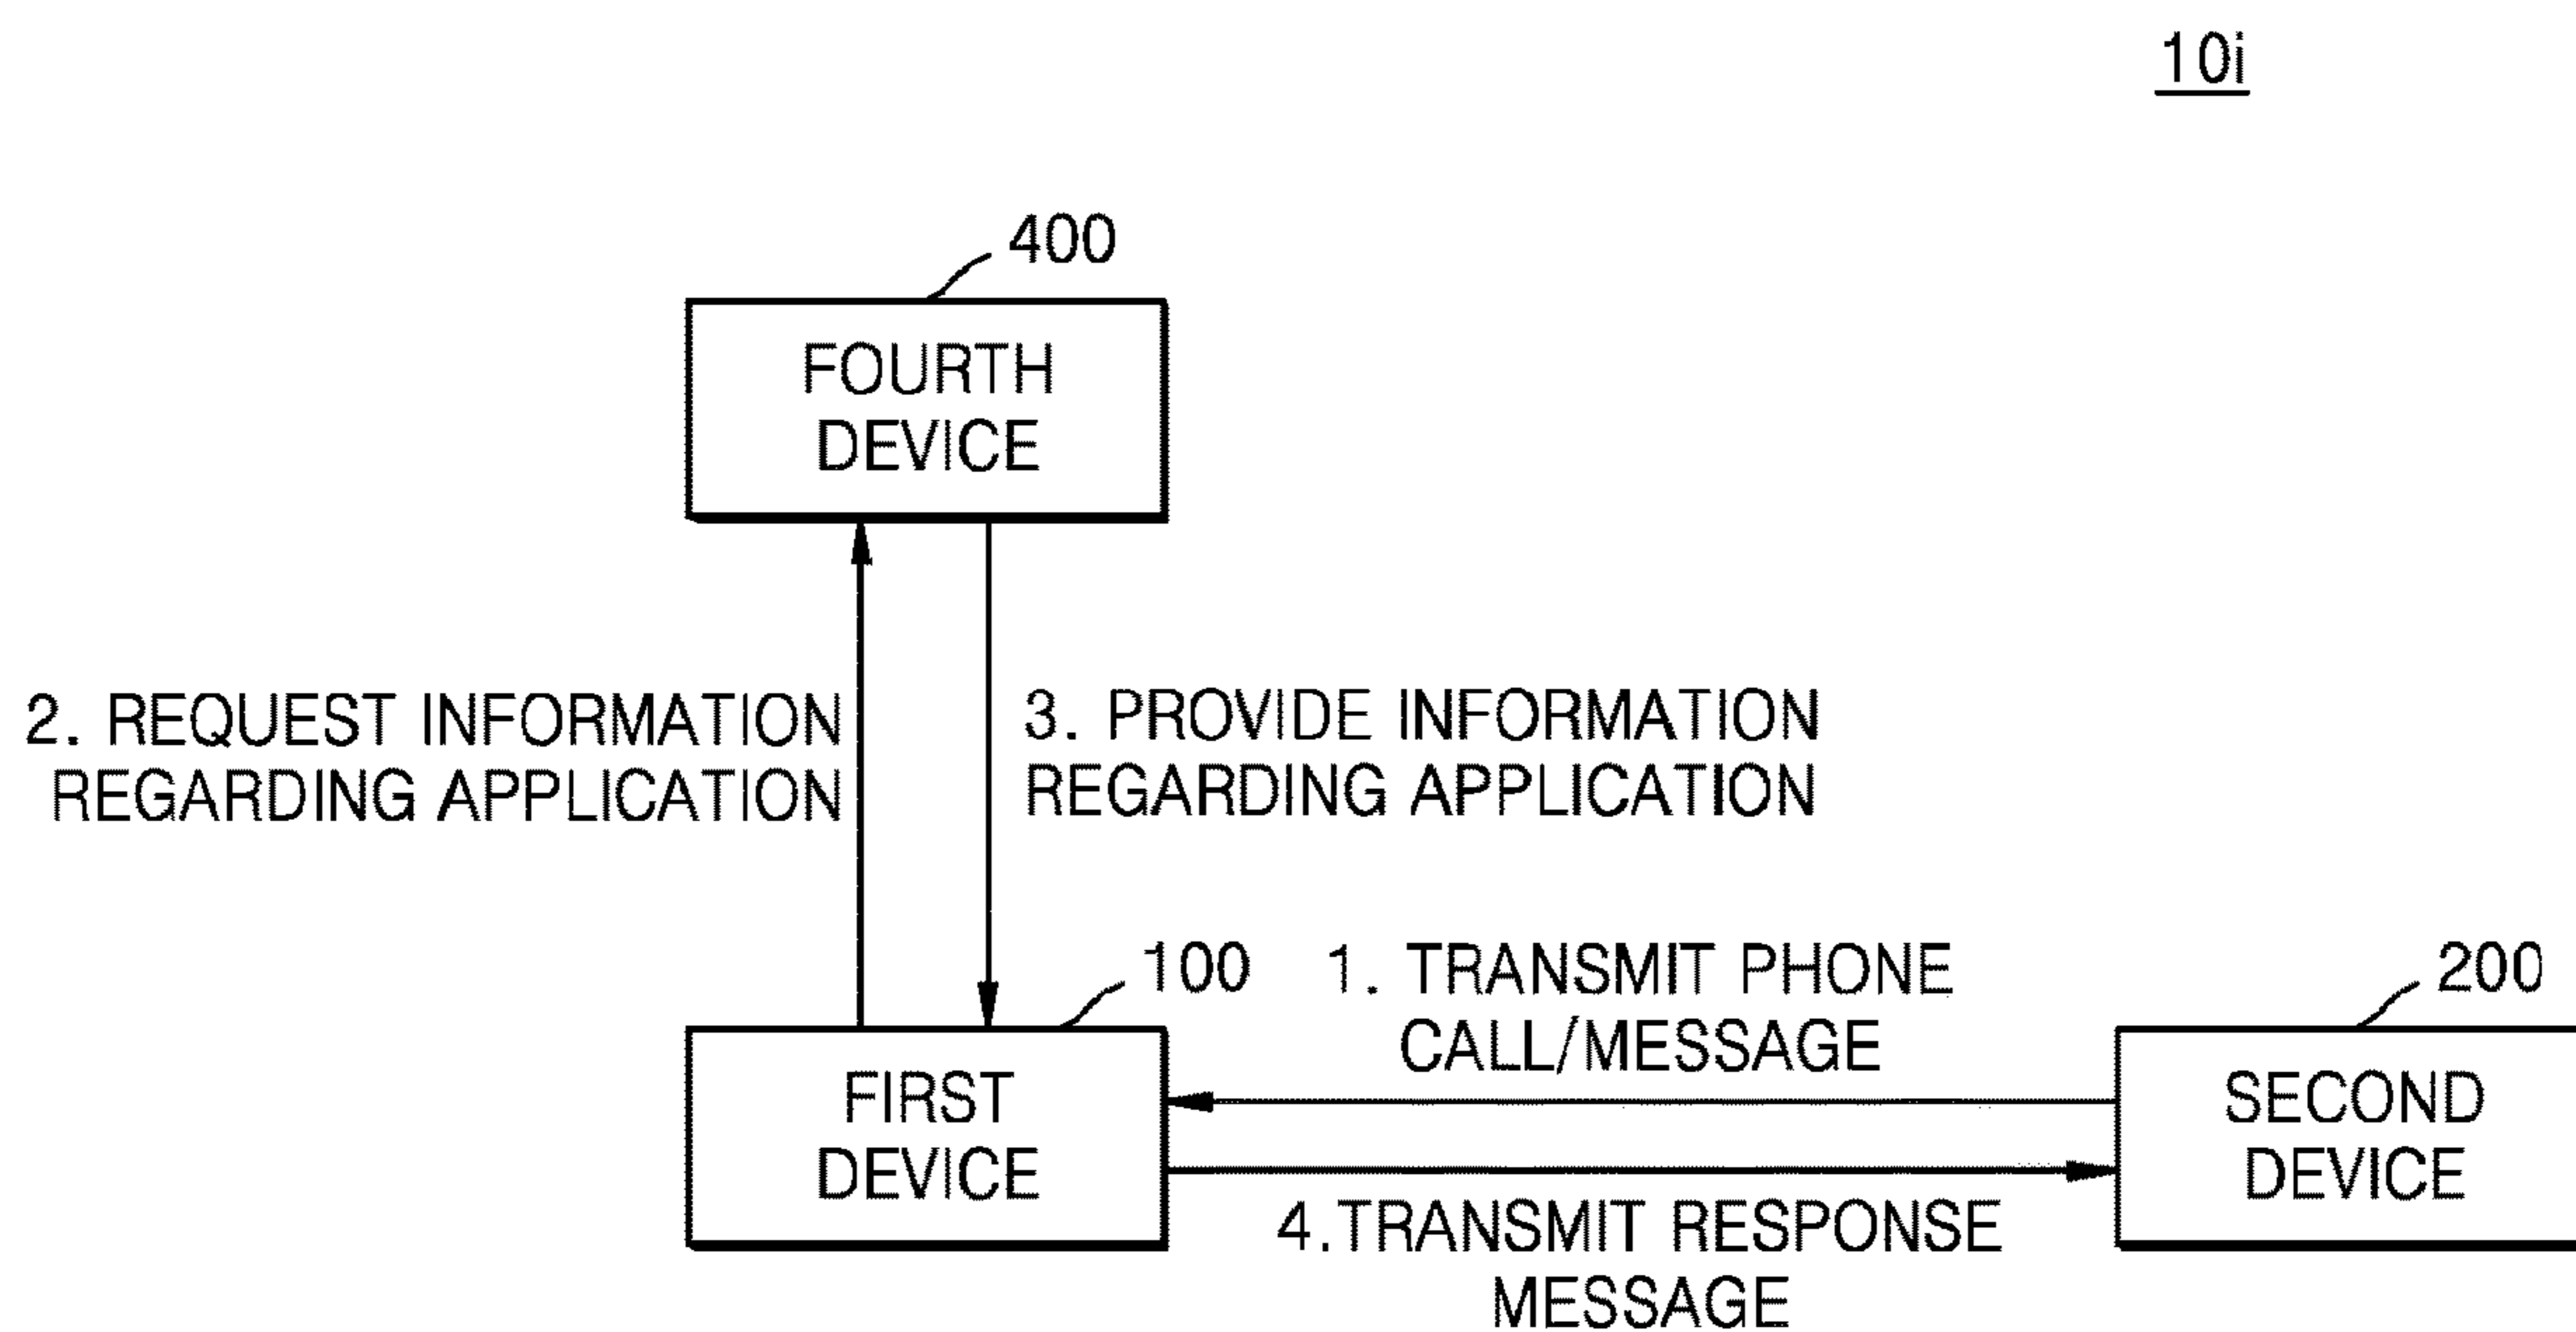 10i
400
FOURTH
DEVICE
2. REQUEST INFORMATION
REGARDING APPLICATION
3. PROVIDE INFORMATION
REGARDING APPLICATION
100
1. TRANSMIT PHONE
CALL/MESSAGE
200
FIRST
DEVICE
SECOND
DEVICE
4.TRANSMIT RESPONSE
MESSAGE